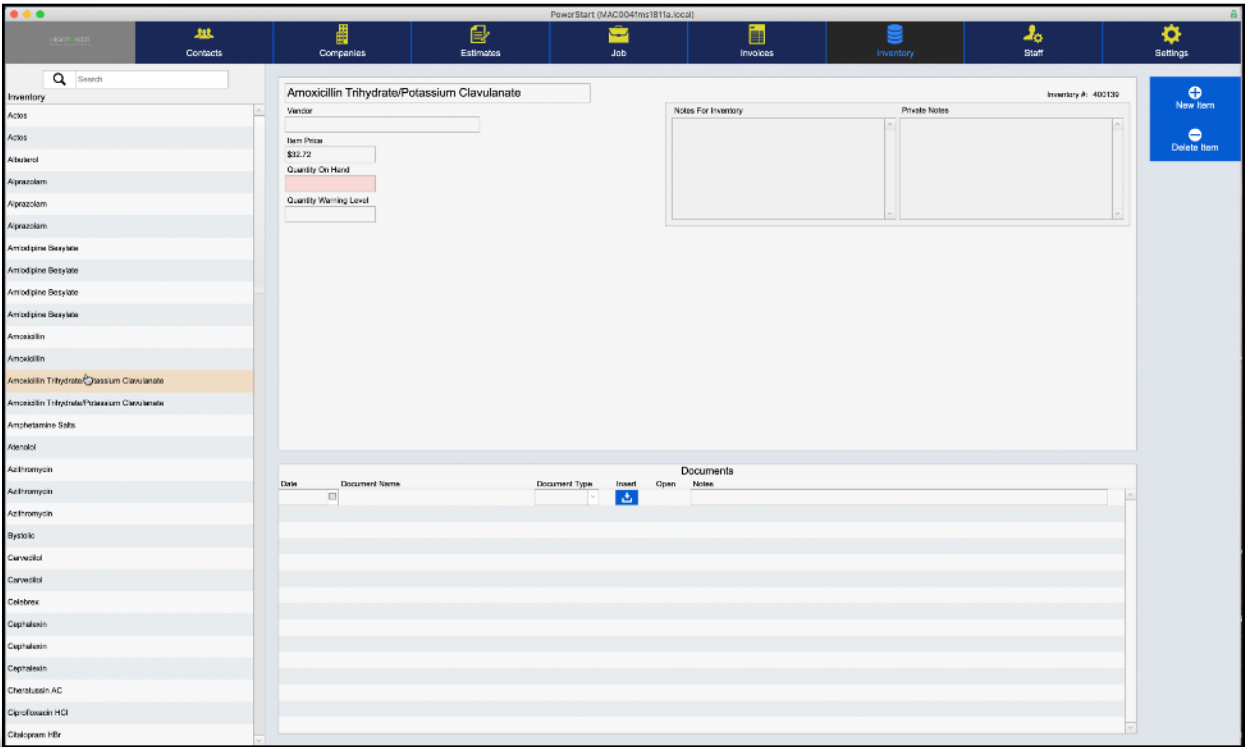 PowerStart (MAC004fms1811a.local)
Contacts
Companies
Estimates
Job
Invoices
Inventory
Staff
Settings
Search
Inventory
Actos
Actos
Albuterol
Alprazolam
Alprazolam
Alprazolam
Amlodipine Besylate
Amlodipine Besylate
Amlodipine Besylate
Amlodipine Besylate
Amoxicillin
Amoxicillin
Amoxicillin Trihydrate/Potassium Clavulanate
Amoxicillin Trihydrate/Potassium Clavulanate
Amphetamine Salts
Atenolol
Azithromycin
Azithromycin
Azithromycin
Bystolic
Carvedilol
Carvedilol
Celebrex
Cephalexin
Cephalexin
Cephalexin
Cheratussin AC
Ciprofloxacin HCl
Citalopram HBr
Amoxicillin Trihydrate/Potassium Clavulanate
Inventory #: 400139
Vendor
Item Price
$32.72
Quantity On Hand
Quantity Warning Level
Notes For Inventory
Private Notes
New Item
Delete Item
Documents
Date
Document Name
Document Type
Insert
Open
Notes